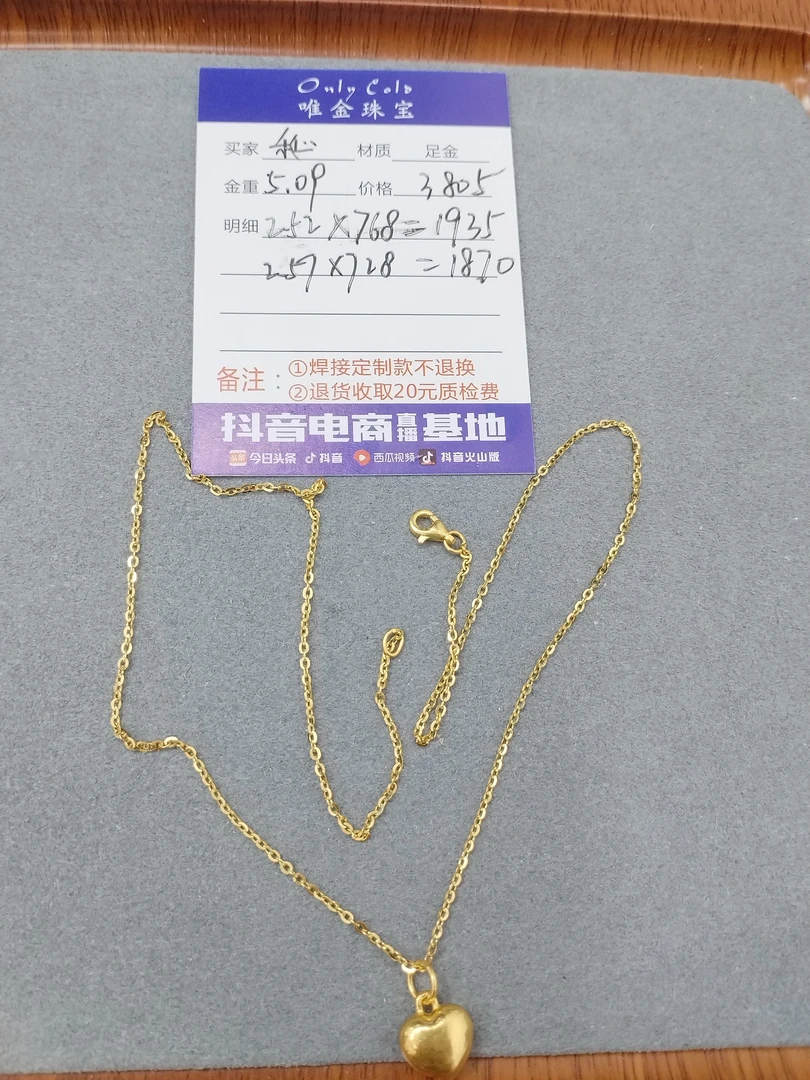 Only Gold
唯金珠宝
买家 材质 足金
金重 5.09 价格 3805
明细 2.52×768=1935
2.57×728=1870
备注：①焊接定制款不退换
②退货收取20元质检费
抖音电商直播基地
头条 今日头条 抖音 西瓜视频 抖音火山版